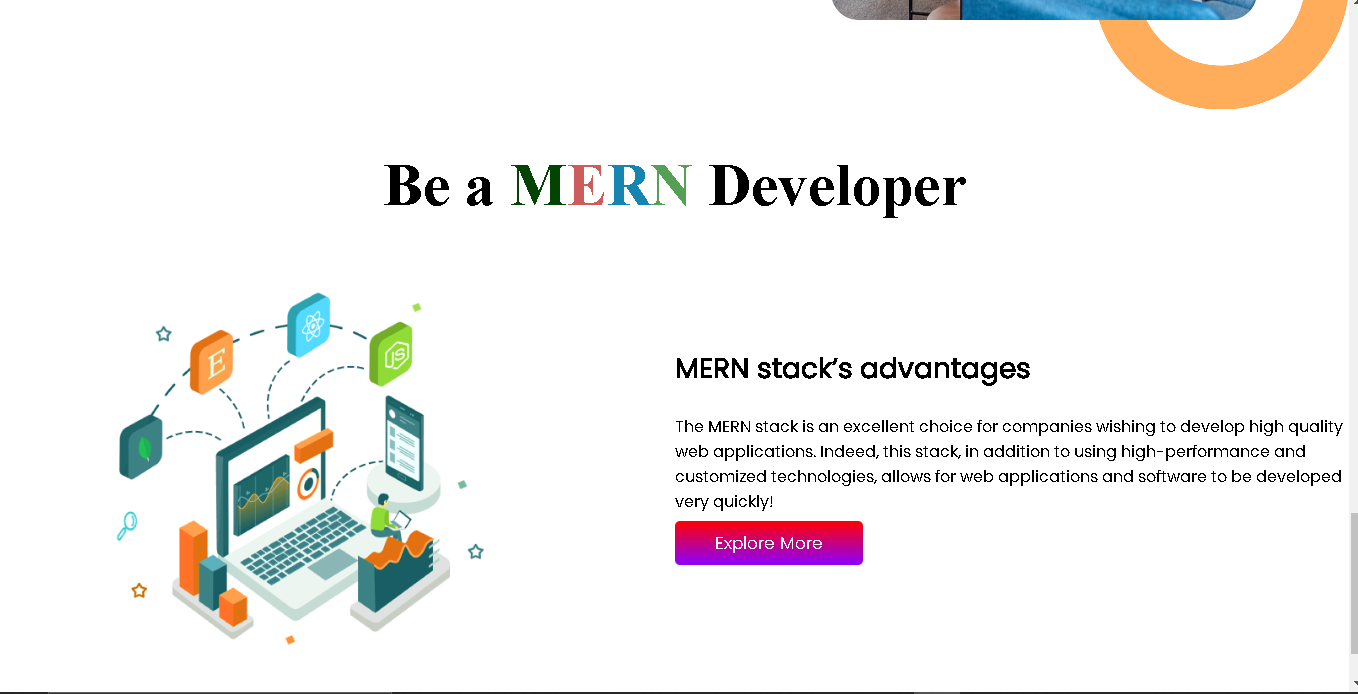 Be a MERN Developer
E
JS
MERN stack’s advantages
The MERN stack is an excellent choice for companies wishing to develop high quality
web applications. Indeed, this stack, in addition to using high-performance and
customized technologies, allows for web applications and software to be developed
very quickly!
Explore More